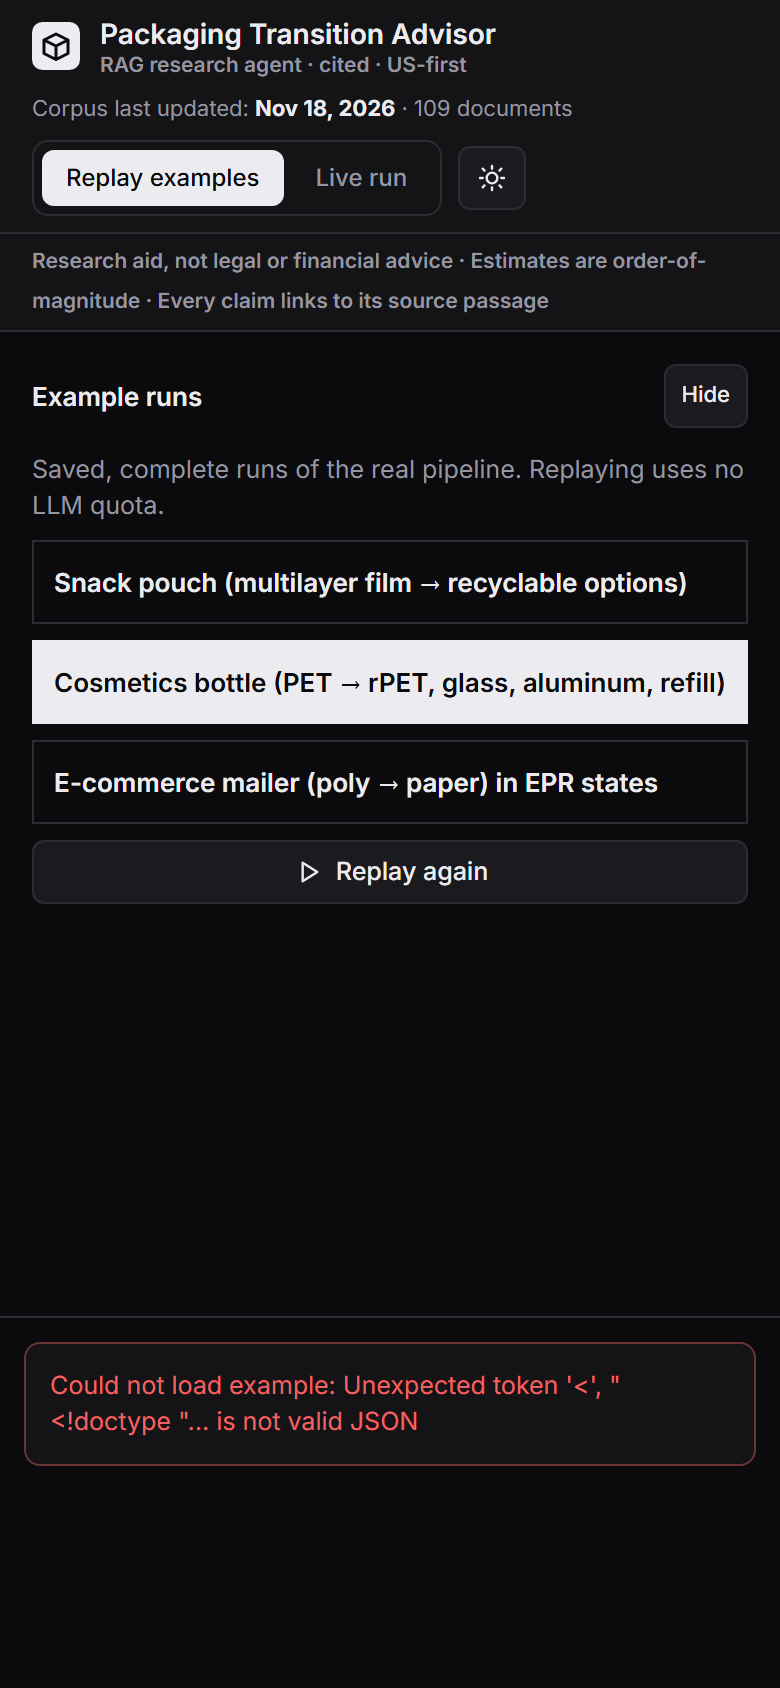 Packaging Transition Advisor
RAG research agent · cited · US-first
Corpus last updated: Nov 18, 2026 · 109 documents
Replay examples
Live run
Research aid, not legal or financial advice · Estimates are order-of-
magnitude · Every claim links to its source passage
Example runs
Hide
Saved, complete runs of the real pipeline. Replaying uses no
LLM quota.
Snack pouch (multilayer film → recyclable options)
Cosmetics bottle (PET → rPET, glass, aluminum, refill)
E-commerce mailer (poly → paper) in EPR states
Replay again
Could not load example: Unexpected token '<', "
<!doctype "... is not valid JSON